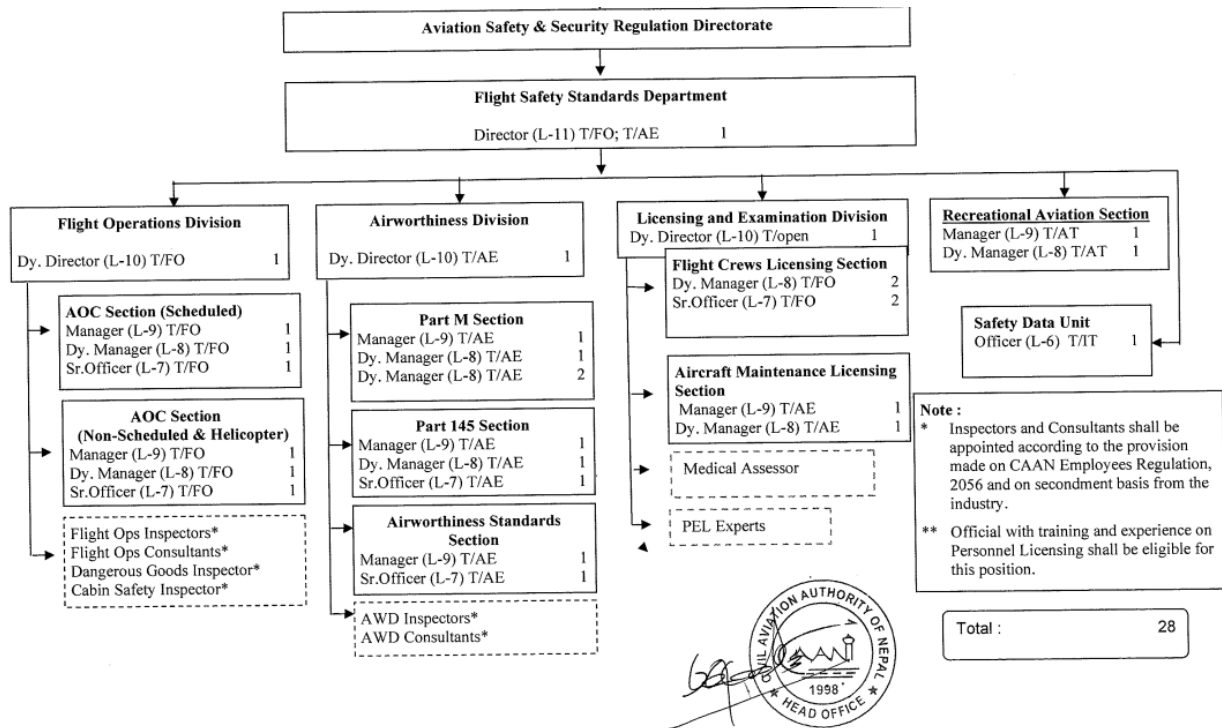 Aviation Safety & Security Regulation Directorate
Flight Safety Standards Department
Director (L-11) T/FO; T/AE 1
Flight Operations Division
Dy. Director (L-10) T/FO 1
AOC Section (Scheduled)
Manager (L-9) T/FO 1
Dy. Manager (L-8) T/FO 1
Sr.Officer (L-7) T/FO 1
AOC Section
(Non-Scheduled & Helicopter)
Manager (L-9) T/FO 1
Dy. Manager (L-8) T/FO 1
Sr.Officer (L-7) T/FO 1
Flight Ops Inspectors*
Flight Ops Consultants*
Dangerous Goods Inspector*
Cabin Safety Inspector*
Airworthiness Division
Dy. Director (L-10) T/AE 1
Part M Section
Manager (L-9) T/AE 1
Dy. Manager (L-8) T/AE 1
Dy. Manager (L-8) T/AE 2
Part 145 Section
Manager (L-9) T/AE 1
Dy. Manager (L-8) T/AE 1
Sr.Officer (L-7) T/AE 1
Airworthiness Standards
Section
Manager (L-9) T/AE 1
Sr.Officer (L-7) T/AE 1
AWD Inspectors*
AWD Consultants*
Licensing and Examination Division
Dy. Director (L-10) T/open 1
Flight Crews Licensing Section
Dy. Manager (L-8) T/FO 2
Sr.Officer (L-7) T/FO 2
Aircraft Maintenance Licensing
Section
Manager (L-9) T/AE 1
Dy. Manager (L-8) T/AE 1
Medical Assessor
PEL Experts
Recreational Aviation Section
Manager (L-9) T/AT 1
Dy. Manager (L-8) T/AT 1
Safety Data Unit
Officer (L-6) T/IT 1
Note :
* Inspectors and Consultants shall be
appointed according to the provision
made on CAAN Employees Regulation,
2056 and on secondment basis from the
industry.
** Official with training and experience on
Personnel Licensing shall be eligible for
this position.
Total : 28
CIVIL AVIATION AUTHORITY OF NEPAL
CAAN
1998
★ HEAD OFFICE ★